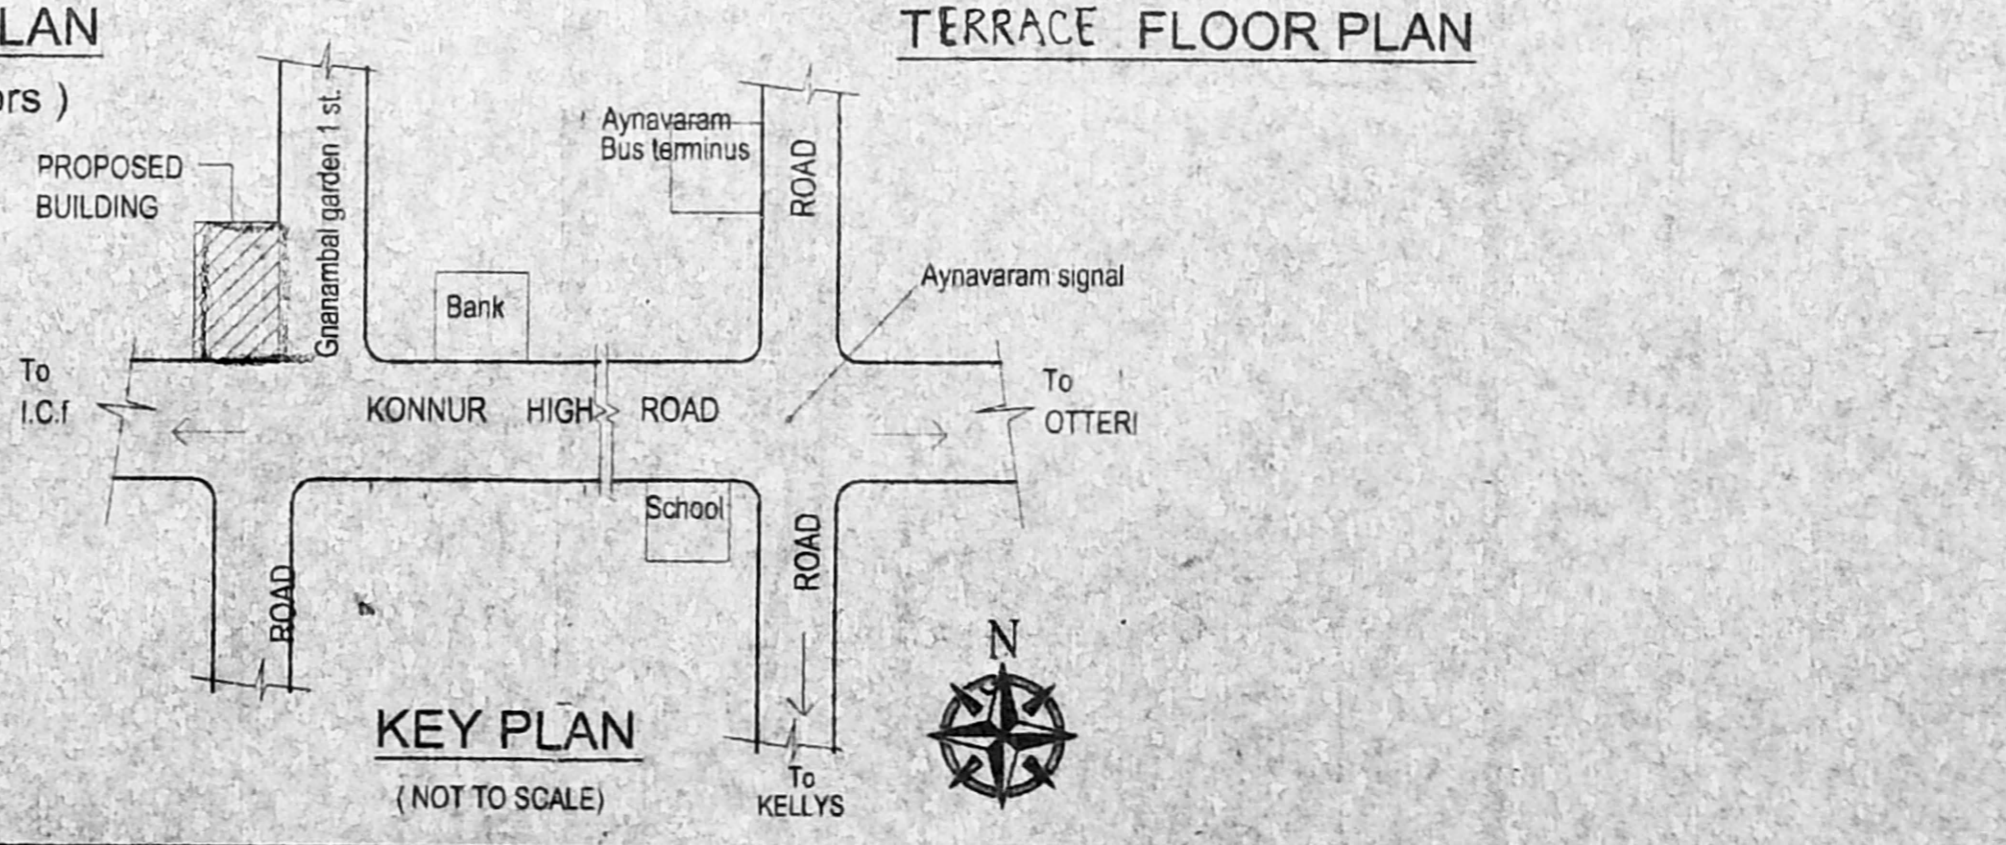 LAN
TERRACE FLOOR PLAN
ors )
PROPOSED
BUILDING
Gnanambal garden 1 st.
Aynavaram
Bus terminus
ROAD
Aynavaram signal
Bank
To
I.C.f
KONNUR HIGH ROAD
To
OTTERI
School
ROAD
ROAD
N
KEY PLAN
( NOT TO SCALE)
To
KELLYS